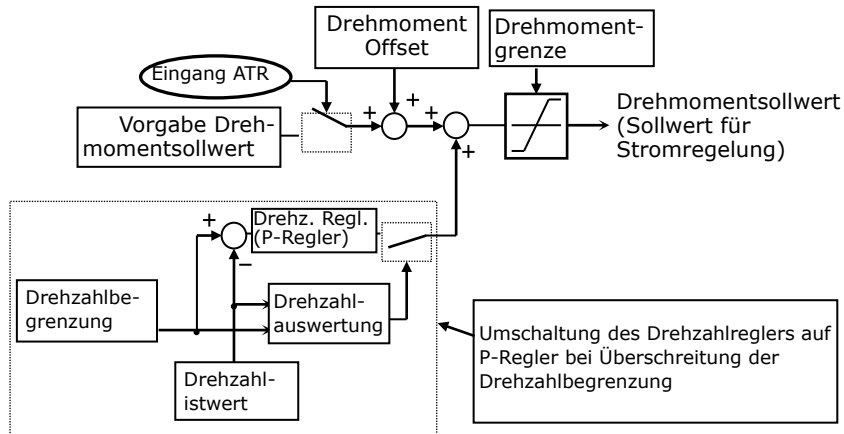 Drehmoment
Offset
Drehmoment-
grenze
Eingang ATR
Vorgabe Dreh-
momentsollwert
+
+
+
+
Drehmomentsollwert
(Sollwert für
Stromregelung)
+
Drehz. Regl.
(P-Regler)
−
Drehzahlbe-
grenzung
Drehzahl-
auswertung
Drehzahl-
istwert
Umschaltung des Drehzahlreglers auf
P-Regler bei Überschreitung der
Drehzahlbegrenzung